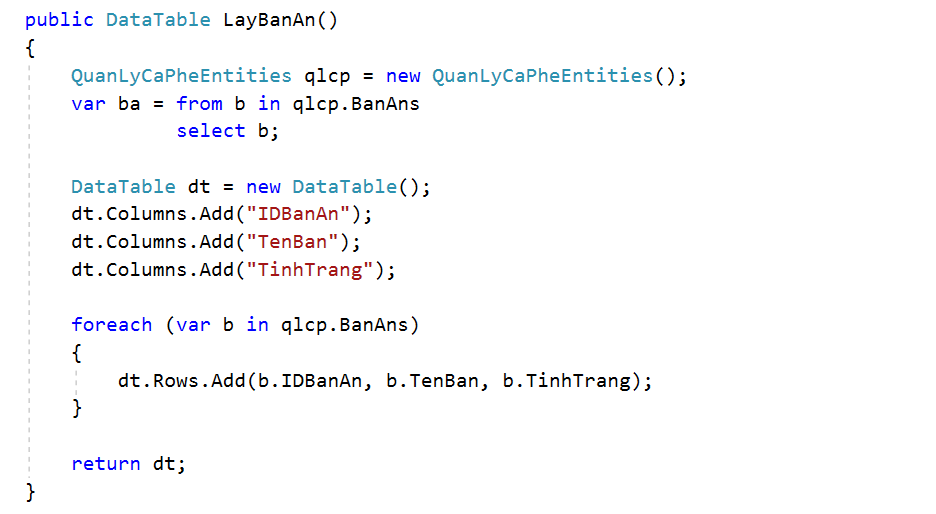 public DataTable LayBanAn()
{
    QuanLyCaPheEntities qlcp = new QuanLyCaPheEntities();
    var ba = from b in qlcp.BanAns
             select b;

    DataTable dt = new DataTable();
    dt.Columns.Add("IDBanAn");
    dt.Columns.Add("TenBan");
    dt.Columns.Add("TinhTrang");

    foreach (var b in qlcp.BanAns)
    {
        dt.Rows.Add(b.IDBanAn, b.TenBan, b.TinhTrang);
    }

    return dt;
}